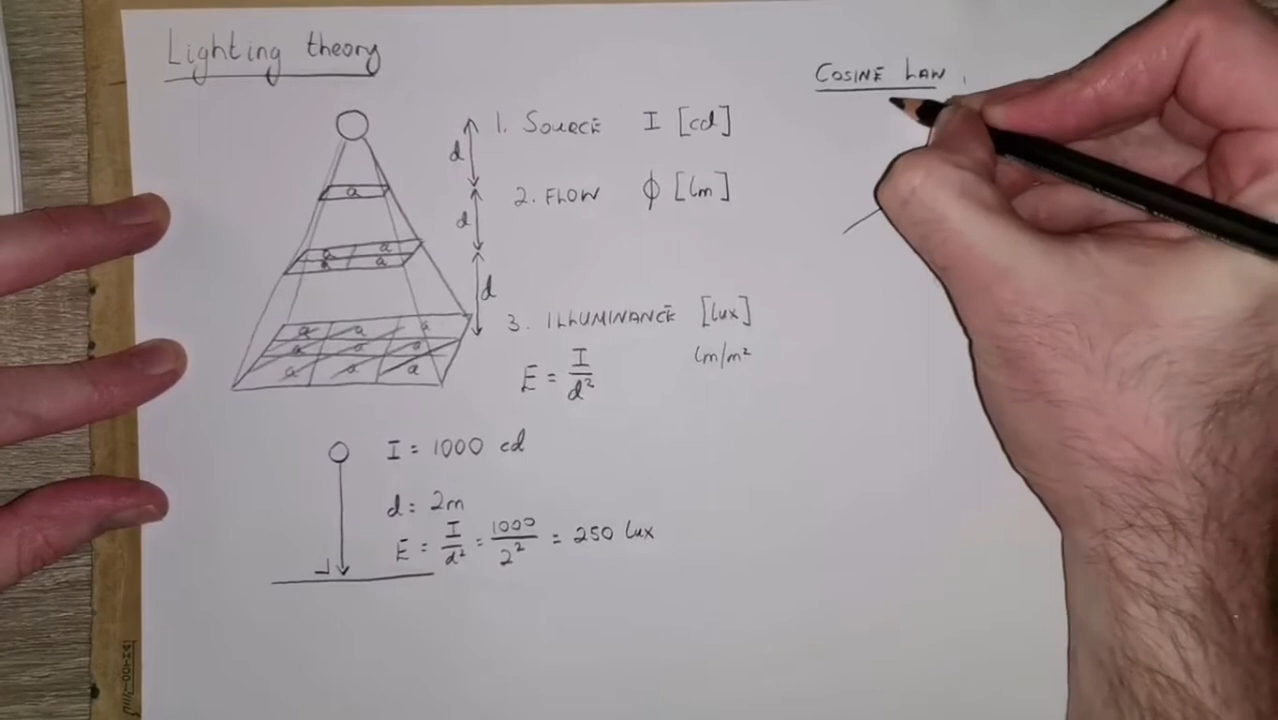 Lighting theory
COSINE LAW
1. SOURCE I [cd]
d
a
2. FLOW ϕ [lm]
d
a a
a a
d
3. ILLUMINANCE [lux]
a a a
a a a
a a a
lm/m²
E = I/d²
I = 1000 cd
d = 2m
E = I/d² = 1000/2² = 250 lux